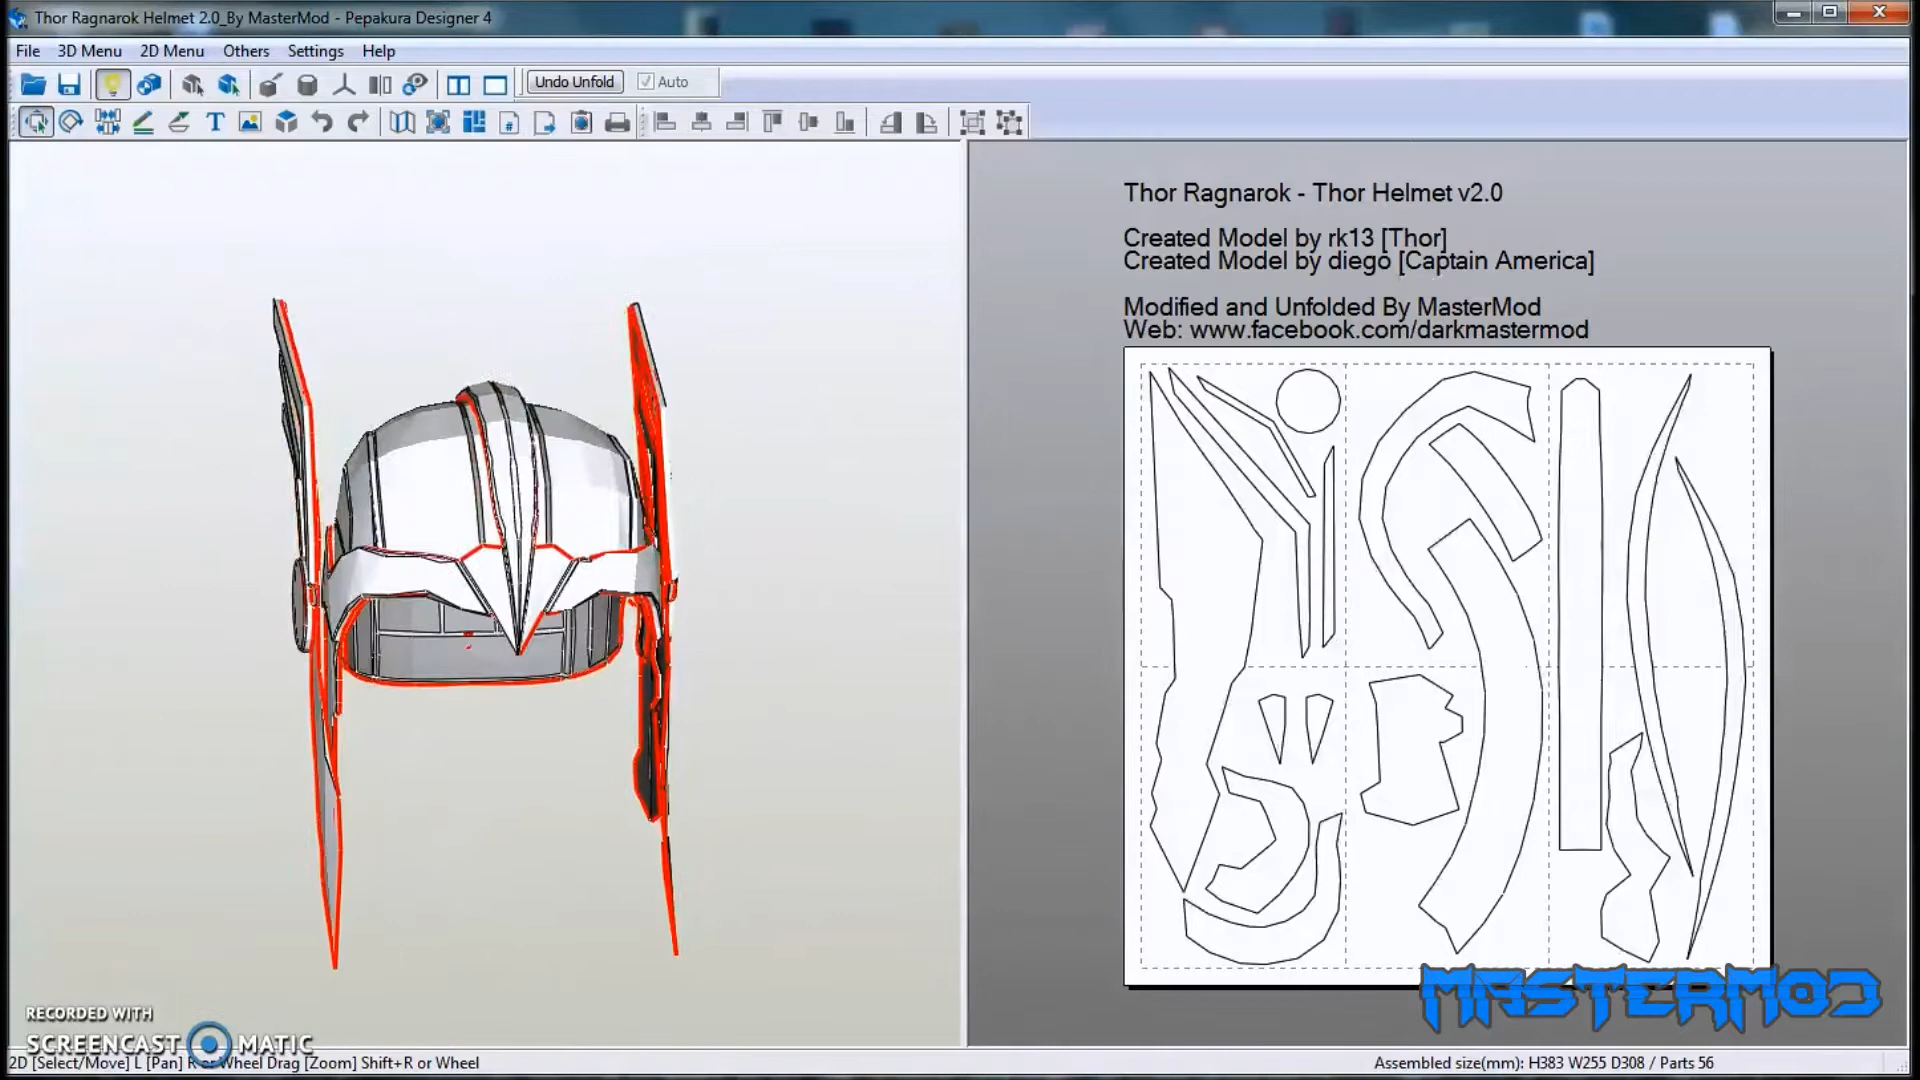 Thor Ragnarok Helmet 2.0_By MasterMod - Pepakura Designer 4
File 3D Menu 2D Menu Others Settings Help
Undo Unfold Auto
Thor Ragnarok - Thor Helmet v2.0
Created Model by rk13 [Thor]
Created Model by diego [Captain America]
Modified and Unfolded By MasterMod
Web: www.facebook.com/darkmastermod
MASTERMOD
RECORDED WITH
SCREENCAST MATIC
2D [Select/Move] L [Pan] R or Wheel Drag [Zoom] Shift+R or Wheel
Assembled size(mm): H383 W255 D308 / Parts 56